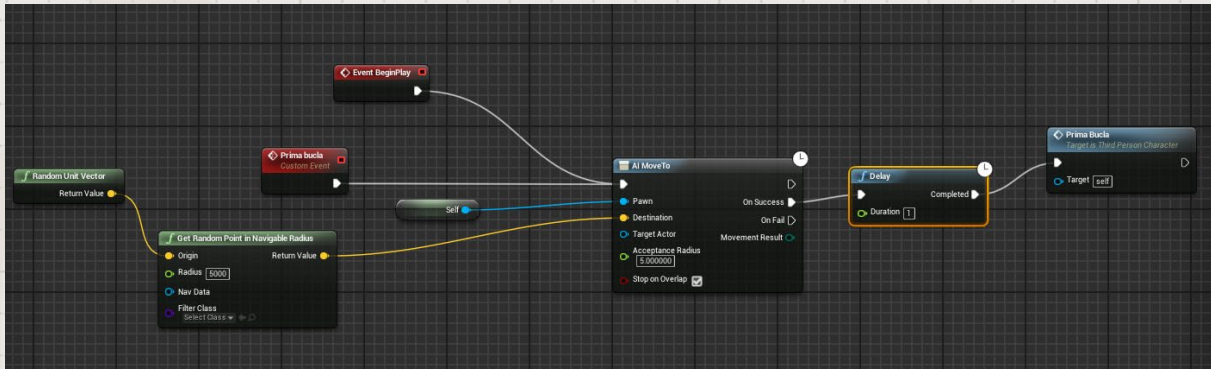 Event BeginPlay
Prima bucla
Custom Event
Random Unit Vector
Return Value
Get Random Point in Navigable Radius
Origin
Return Value
Radius 5000
Nav Data
Filter Class
Select Class
Self
AI MoveTo
Pawn
On Success
Destination
On Fail
Target Actor
Movement Result
Acceptance Radius
5.000000
Stop on Overlap
Delay
Completed
Duration 1
Prima Bucla
Target is Third Person Character
Target self